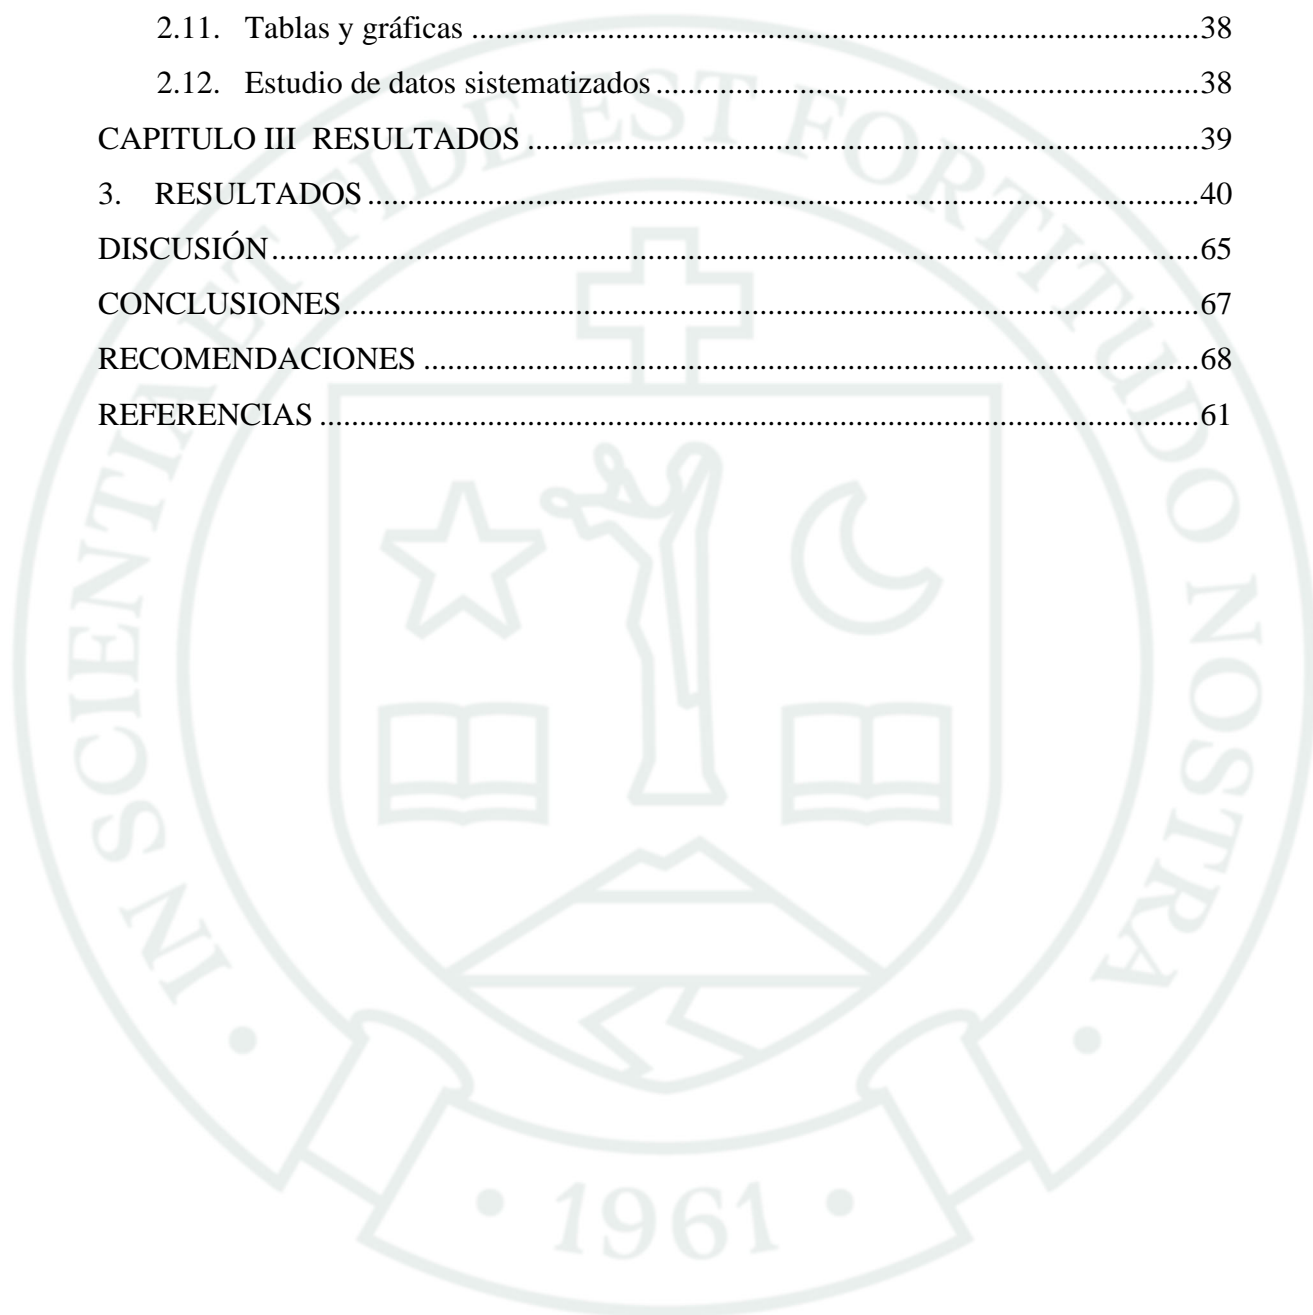 2.11. Tablas y gráficas ........................................................................................... 38
2.12. Estudio de datos sistematizados .................................................................... 38
CAPITULO III RESULTADOS .................................................................................... 39
3. RESULTADOS ........................................................................................................ 40
DISCUSIÓN .................................................................................................................... 65
CONCLUSIONES ........................................................................................................... 67
RECOMENDACIONES ................................................................................................. 68
REFERENCIAS .............................................................................................................. 61
IN SCIENTIA ET FIDE EST FORTITUDO NOSTRA
• 1961 •